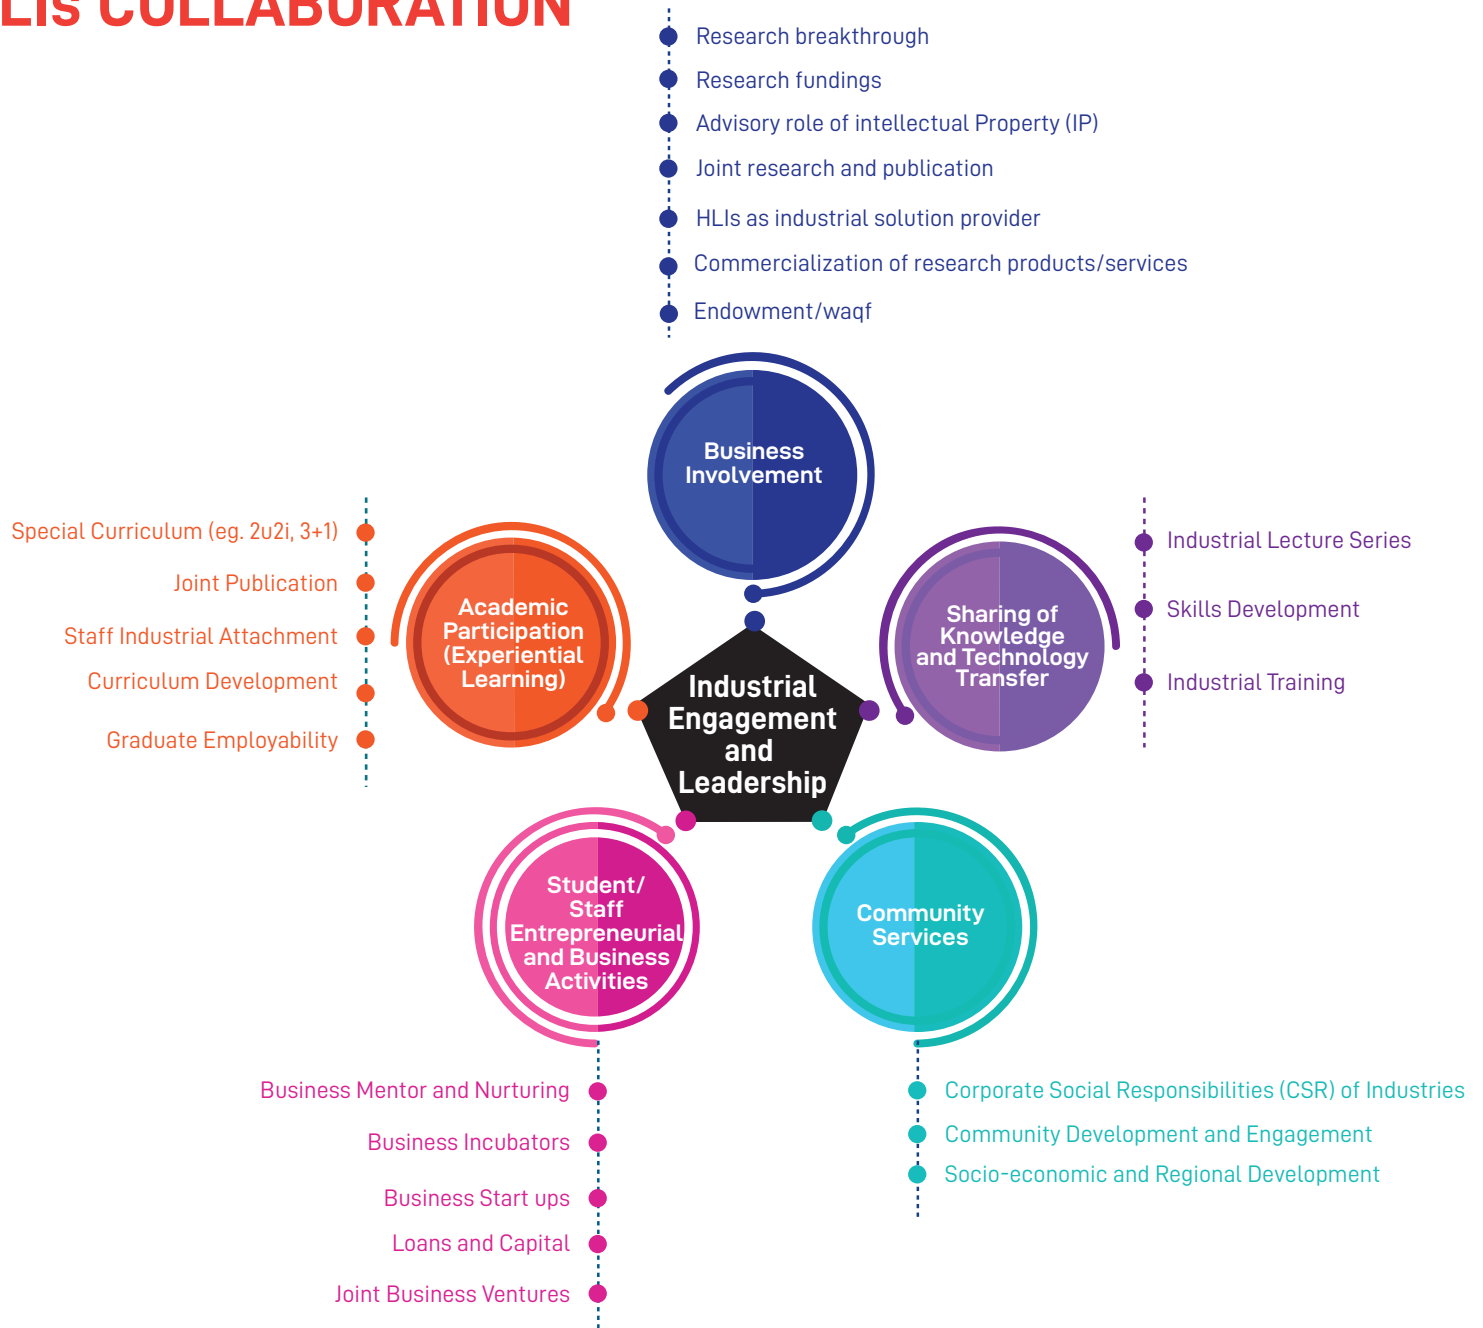 LIs COLLABORATION
Research breakthrough
Research fundings
Advisory role of intellectual Property (IP)
Joint research and publication
HLIs as industrial solution provider
Commercialization of research products/services
Endowment/waqf
Business
Involvement
Special Curriculum (eg. 2u2i, 3+1)
Joint Publication
Staff Industrial Attachment
Curriculum Development
Graduate Employability
Academic
Participation
(Experiential
Learning)
Sharing of
Knowledge
and Technology
Transfer
Industrial Lecture Series
Skills Development
Industrial Training
Industrial
Engagement
and
Leadership
Student/
Staff
Entrepreneurial
and Business
Activities
Community
Services
Business Mentor and Nurturing
Business Incubators
Business Start ups
Loans and Capital
Joint Business Ventures
Corporate Social Responsibilities (CSR) of Industries
Community Development and Engagement
Socio-economic and Regional Development